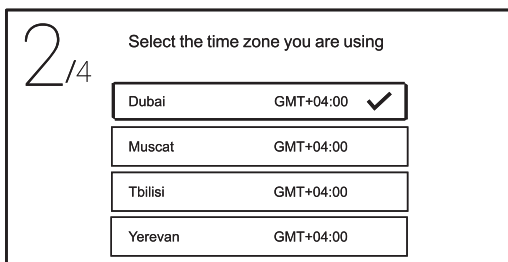 2/4
Select the time zone you are using
Dubai GMT+04:00
Muscat GMT+04:00
Tbilisi GMT+04:00
Yerevan GMT+04:00